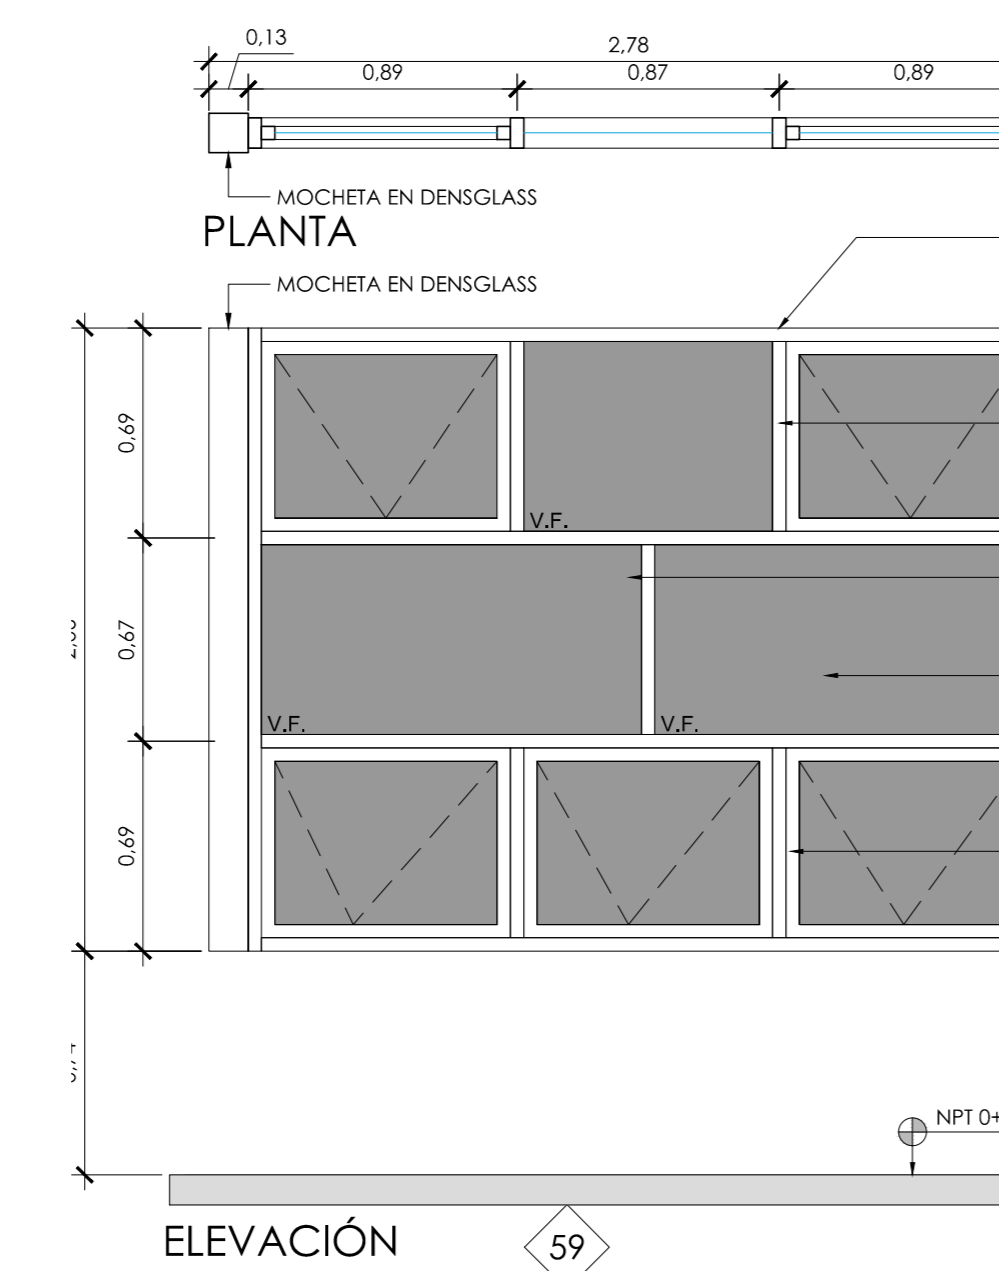 0,13
2,78
0,89
0,87
0,89
MOCHETA EN DENSGLASS
PLANTA
MOCHETA EN DENSGLASS
0,69
V.F.
0,67
V.F.
V.F.
0,69
NPT 0+
ELEVACIÓN
59